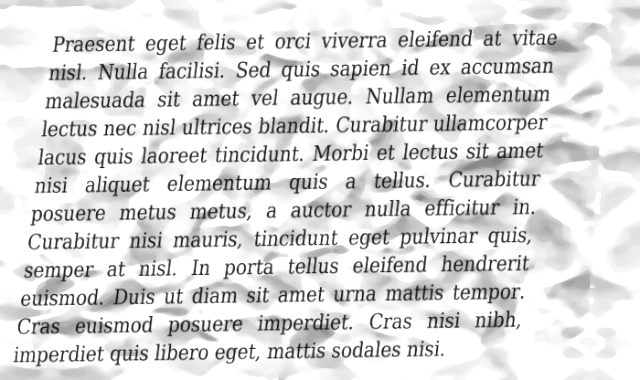 Praesent eget felis et orci viverra eleifend at vitae
nisl. Nulla facilisi. Sed quis sapien id ex accumsan
malesuada sit amet vel augue. Nullam elementum
lectus nec nisl ultrices blandit. Curabitur ullamcorper
lacus quis laoreet tincidunt. Morbi et lectus sit amet
nisi aliquet elementum quis a tellus. Curabitur
posuere metus metus, a auctor nulla efficitur in.
Curabitur nisi mauris, tincidunt eget pulvinar quis,
semper at nisl. In porta tellus eleifend hendrerit
euismod. Duis ut diam sit amet urna mattis tempor.
Cras euismod posuere imperdiet. Cras nisi nibh,
imperdiet quis libero eget, mattis sodales nisi.